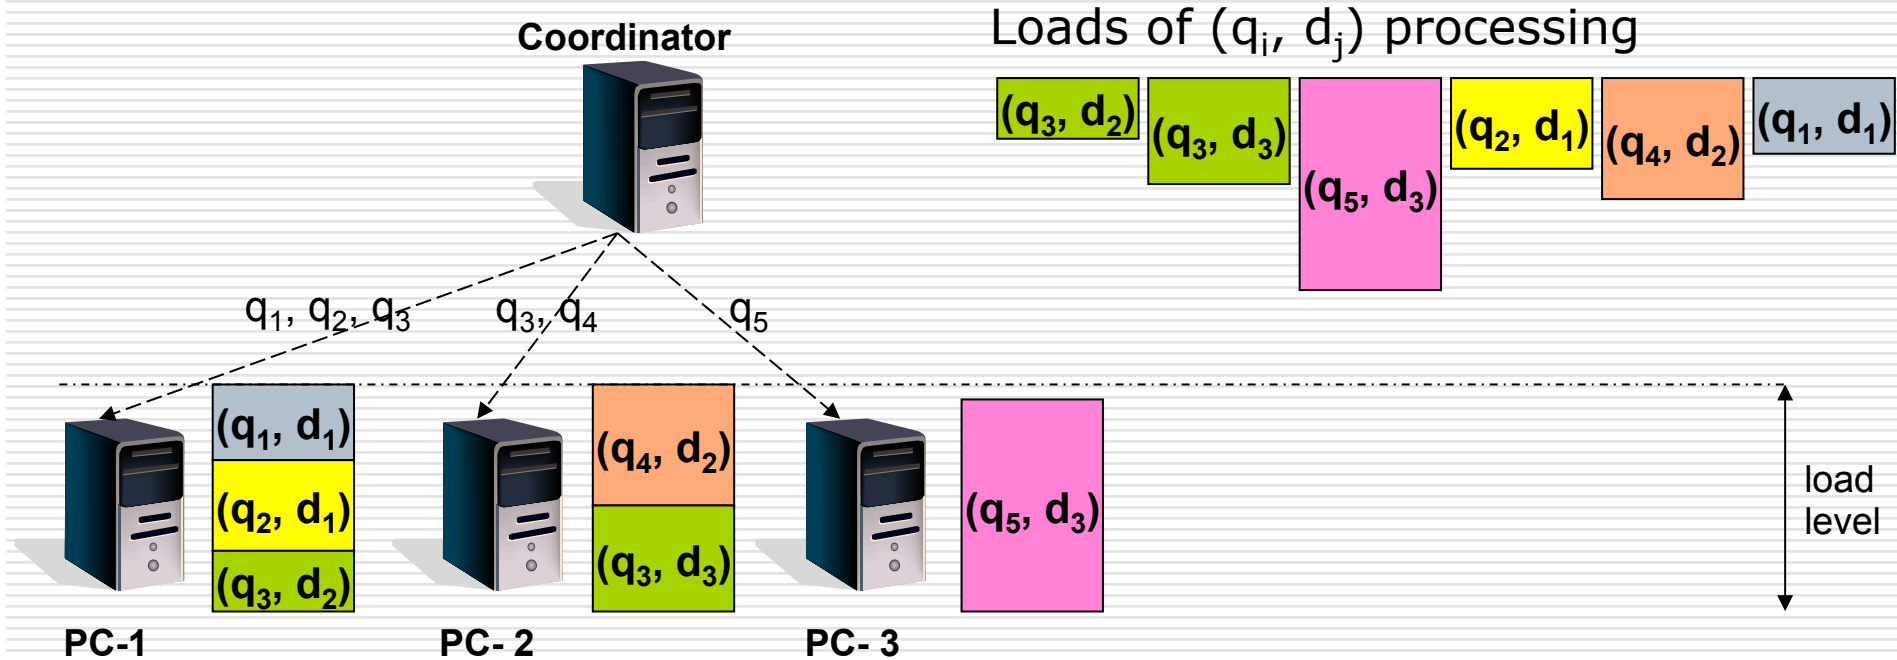 Coordinator
Loads of (q₍i₎, d₍j₎) processing
(q₃, d₂) (q₃, d₃) (q₅, d₃) (q₂, d₁) (q₄, d₂) (q₁, d₁)
q₁, q₂, q₃
q₃, q₄
q₅
(q₁, d₁)
(q₂, d₁)
(q₃, d₂)
(q₄, d₂)
(q₃, d₃)
(q₅, d₃)
load
level
PC-1
PC- 2
PC- 3